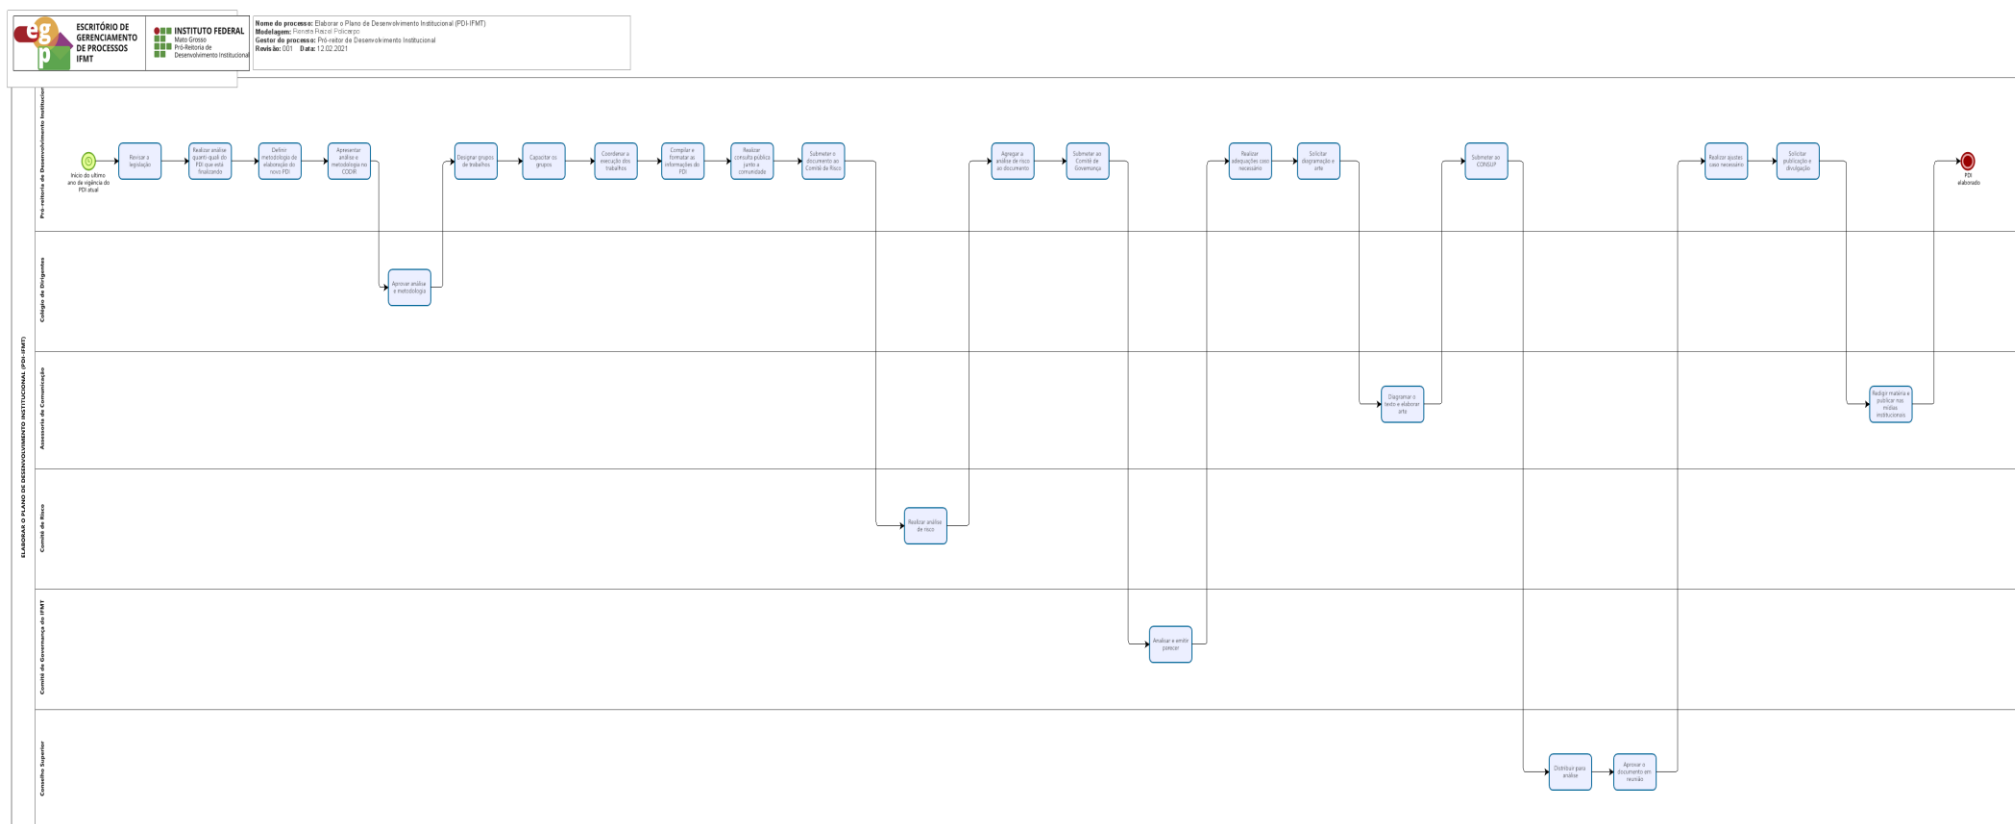 egp
ESCRITÓRIO DE
GERENCIAMENTO
DE PROCESSOS
IFMT
INSTITUTO FEDERAL
Mato Grosso
Pró-Reitoria de
Desenvolvimento Institucional
Nome do processo: Elaborar o Plano de Desenvolvimento Institucional (PDI-IFMT)
Modelagem: Policarpo
Gestor do processo: Pró-reitor de Desenvolvimento Institucional
Revisão: 001 Data: 12.02.2021
ELABORAR O PLANO DE DESENVOLVIMENTO INSTITUCIONAL (PDI-IFMT)
Pró-reitoria de Desenvolvimento Institucion
Início do ultimo
ano de vigência do
PDI atual
Revisar a
legislação
Realizar análise
quanti-quali do
PDI que está
finalizando
Definir
metodologia de
elaboração do
novo PDI
Apresentar
análise e
metodologia no
CODIR
Designar grupos
de trabalhos
Capacitar os
grupos
Coordenar a
execução dos
trabalhos
Compilar e
formatar as
informações do
PDI
Realizar
consulta pública
junto a
comunidade
Submeter o
documento ao
Comitê de Risco
Agregar a
análise de risco
ao documento
Submeter ao
Comitê de
Governança
Realizar
adequações caso
necessário
Solicitar
diagramação e
arte
Submeter ao
CONSUP
Realizar ajustes
caso necessário
Solicitar
publicação e
divulgação
PDI
elaborado
Colégio de Dirigentes
Aprovar análise
e metodologia
Assessoria de Comunicação
Diagramar o
texto e elaborar
arte
Redigir matéria e
publicar nas
mídias
institucionais
Comitê de Risco
Realizar análise
de risco
Comitê de Governança do IFMT
Analisar e emitir
parecer
Conselho Superior
Distribuir para
análise
Aprovar o
documento em
reunião